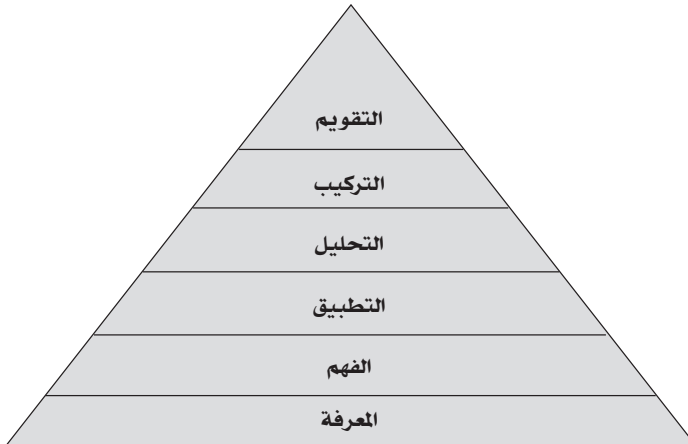 التقويم
التركيب
التحليل
التطبيق
الفهم
المعرفة